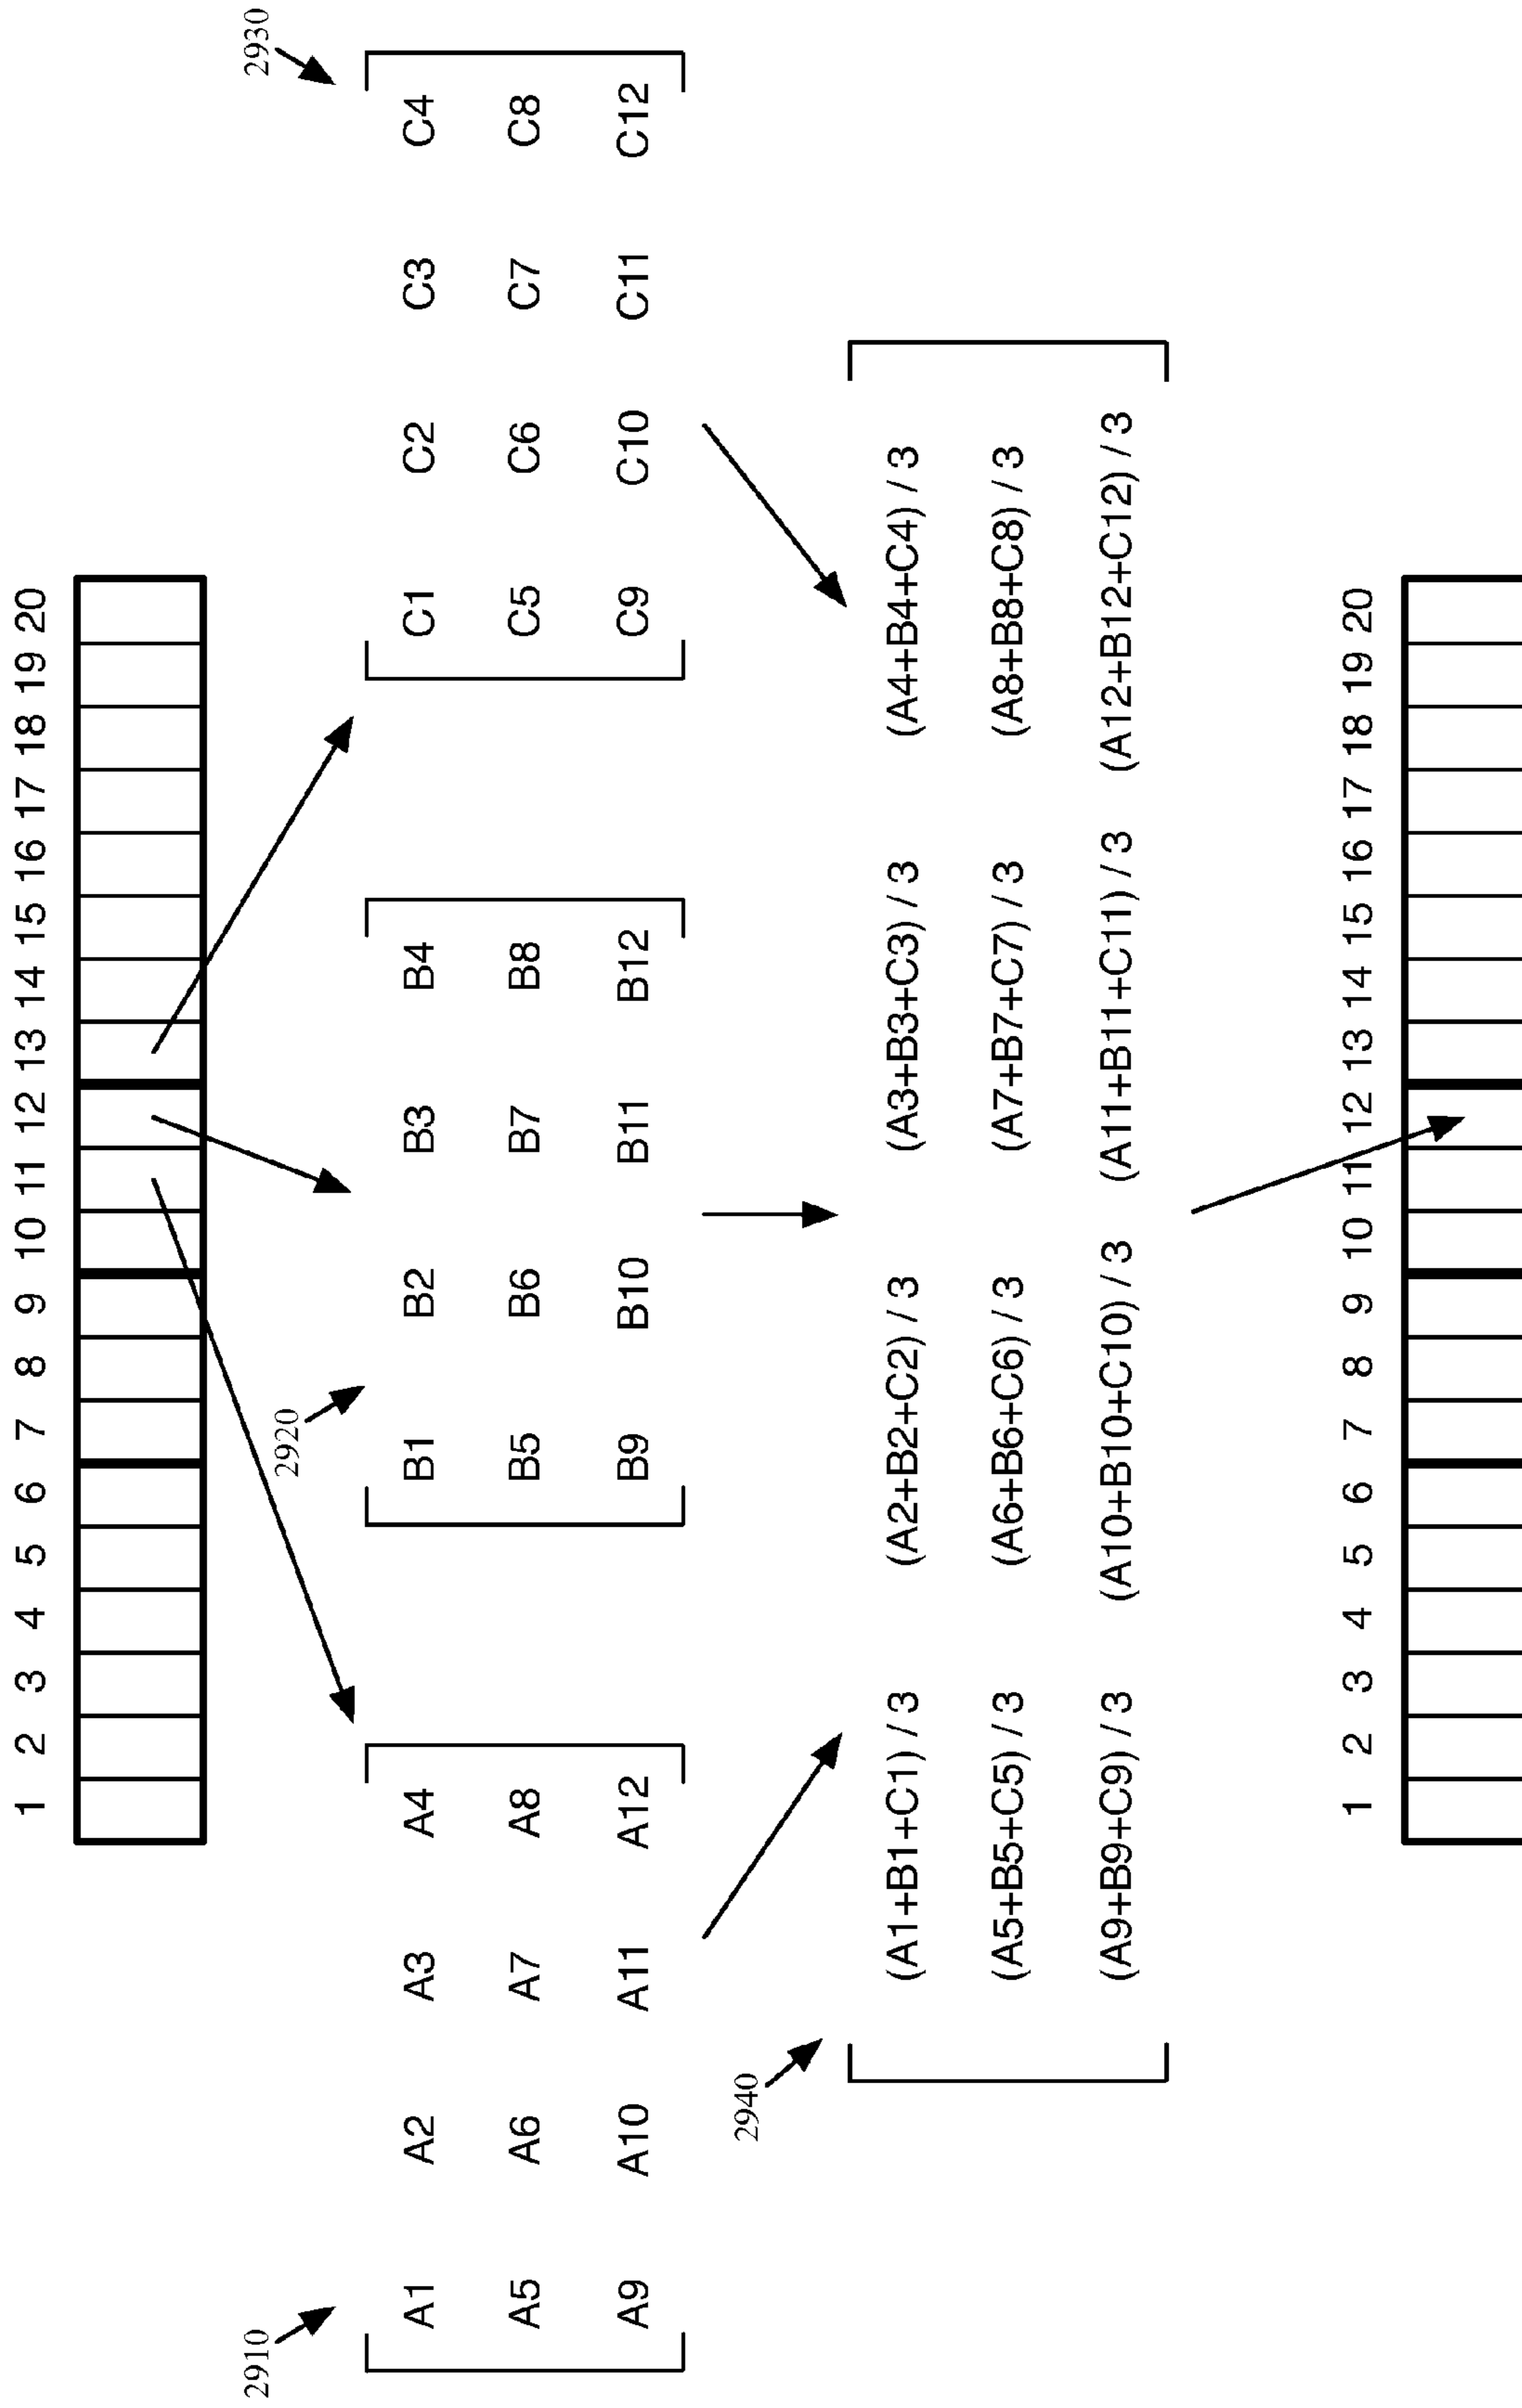 1 2 3 4 5 6 7 8 9 10 11 12 13 14 15 16 17 18 19 20
2910
2920
2930
A1 A2 A3 A4
A5 A6 A7 A8
A9 A10 A11 A12
B1 B2 B3 B4
B5 B6 B7 B8
B9 B10 B11 B12
C1 C2 C3 C4
C5 C6 C7 C8
C9 C10 C11 C12
2940
(A1+B1+C1) / 3 (A2+B2+C2) / 3 (A3+B3+C3) / 3 (A4+B4+C4) / 3
(A5+B5+C5) / 3 (A6+B6+C6) / 3 (A7+B7+C7) / 3 (A8+B8+C8) / 3
(A9+B9+C9) / 3 (A10+B10+C10) / 3 (A11+B11+C11) / 3 (A12+B12+C12) / 3
1 2 3 4 5 6 7 8 9 10 11 12 13 14 15 16 17 18 19 20